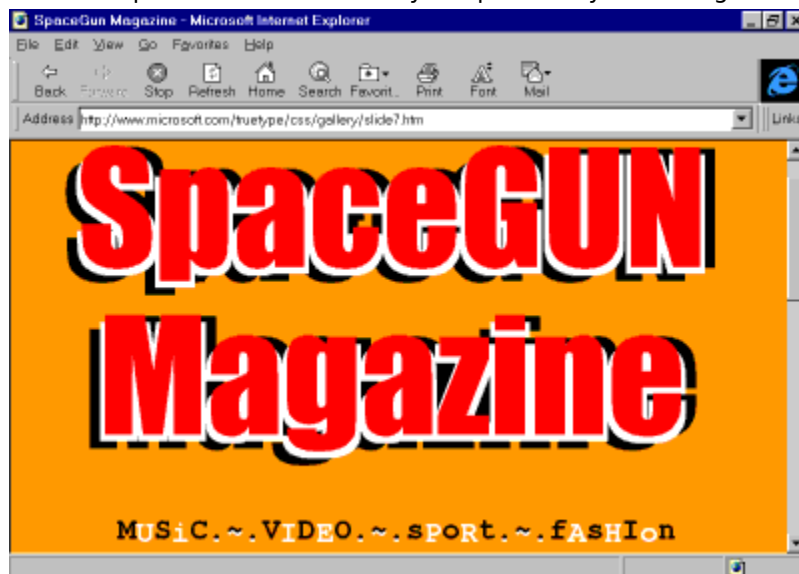 SpaceGun Magazine - Microsoft Internet Explorer
File Edit View Go Favorites Help
Back Forward Stop Refresh Home Search Favorit.. Print Font Mail
Address http://www.microsoft.com/truetype/css/gallery/slide7.htm Links
SpaceGUN
Magazine
MUSiC.~.VIDEO.~.sPoRt.~.fAsHIon